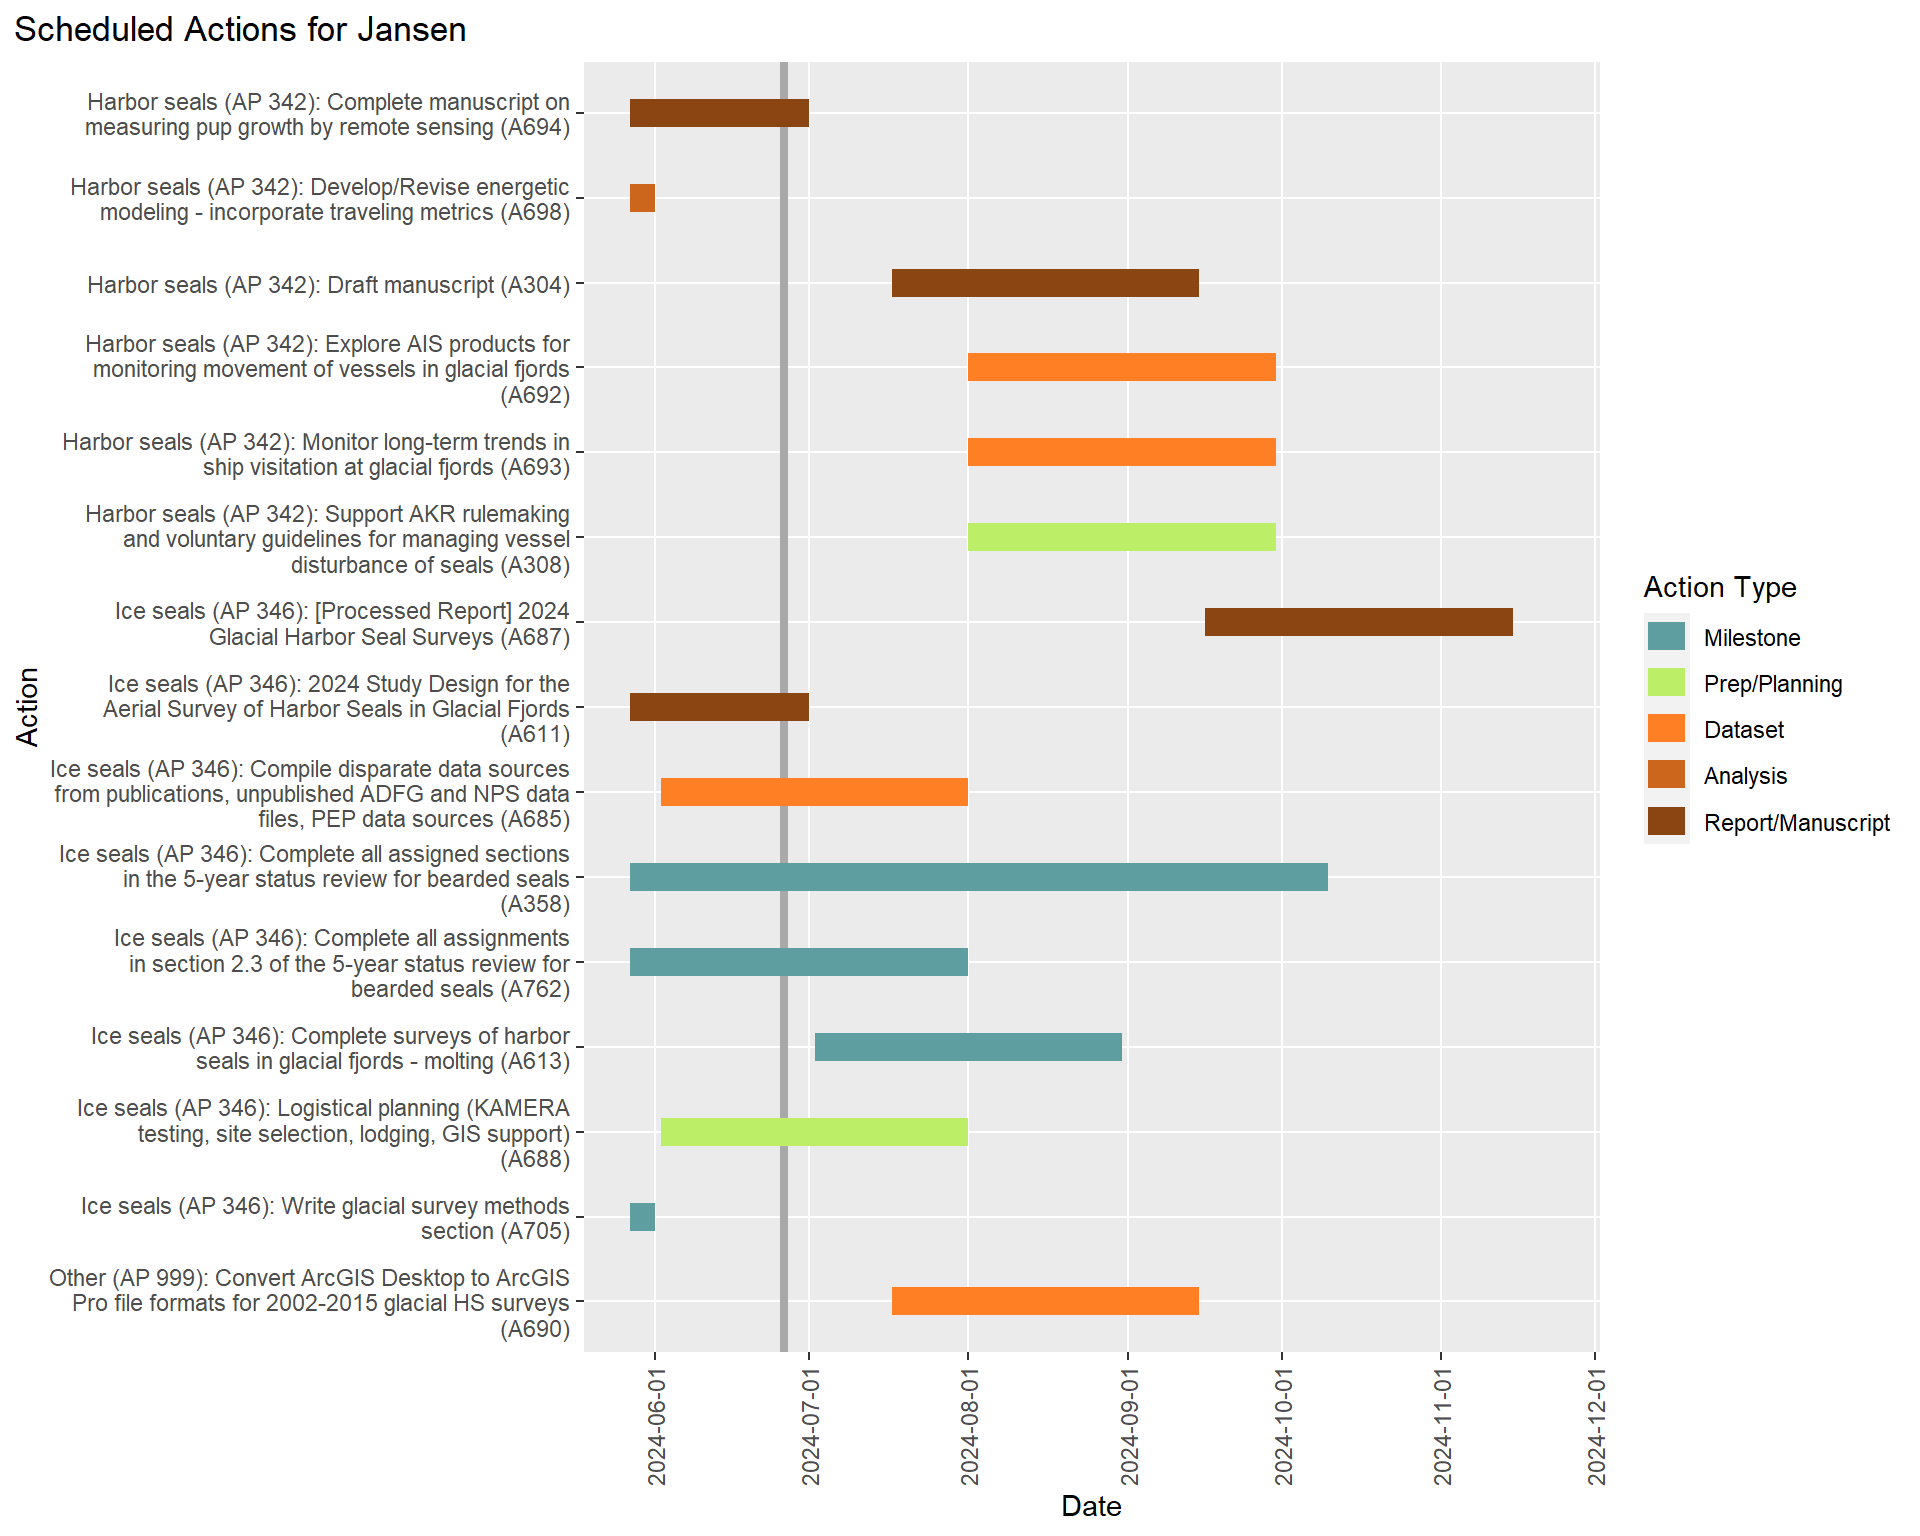 Scheduled Actions for Jansen
Harbor seals (AP 342): Complete manuscript on
measuring pup growth by remote sensing (A694)
Harbor seals (AP 342): Develop/Revise energetic
modeling - incorporate traveling metrics (A698)
Harbor seals (AP 342): Draft manuscript (A304)
Harbor seals (AP 342): Explore AIS products for
monitoring movement of vessels in glacial fjords
(A692)
Harbor seals (AP 342): Monitor long-term trends in
ship visitation at glacial fjords (A693)
Harbor seals (AP 342): Support AKR rulemaking
and voluntary guidelines for managing vessel
disturbance of seals (A308)
Ice seals (AP 346): [Processed Report] 2024
Glacial Harbor Seal Surveys (A687)
Ice seals (AP 346): 2024 Study Design for the
Aerial Survey of Harbor Seals in Glacial Fjords
(A611)
Ice seals (AP 346): Compile disparate data sources
from publications, unpublished ADFG and NPS data
files, PEP data sources (A685)
Ice seals (AP 346): Complete all assigned sections
in the 5-year status review for bearded seals
(A358)
Ice seals (AP 346): Complete all assignments
in section 2.3 of the 5-year status review for
bearded seals (A762)
Ice seals (AP 346): Complete surveys of harbor
seals in glacial fjords - molting (A613)
Ice seals (AP 346): Logistical planning (KAMERA
testing, site selection, lodging, GIS support)
(A688)
Ice seals (AP 346): Write glacial survey methods
section (A705)
Other (AP 999): Convert ArcGIS Desktop to ArcGIS
Pro file formats for 2002-2015 glacial HS surveys
(A690)
Action
2024-06-01
2024-07-01
2024-08-01
2024-09-01
2024-10-01
2024-11-01
2024-12-01
Date
Action Type
Milestone
Prep/Planning
Dataset
Analysis
Report/Manuscript